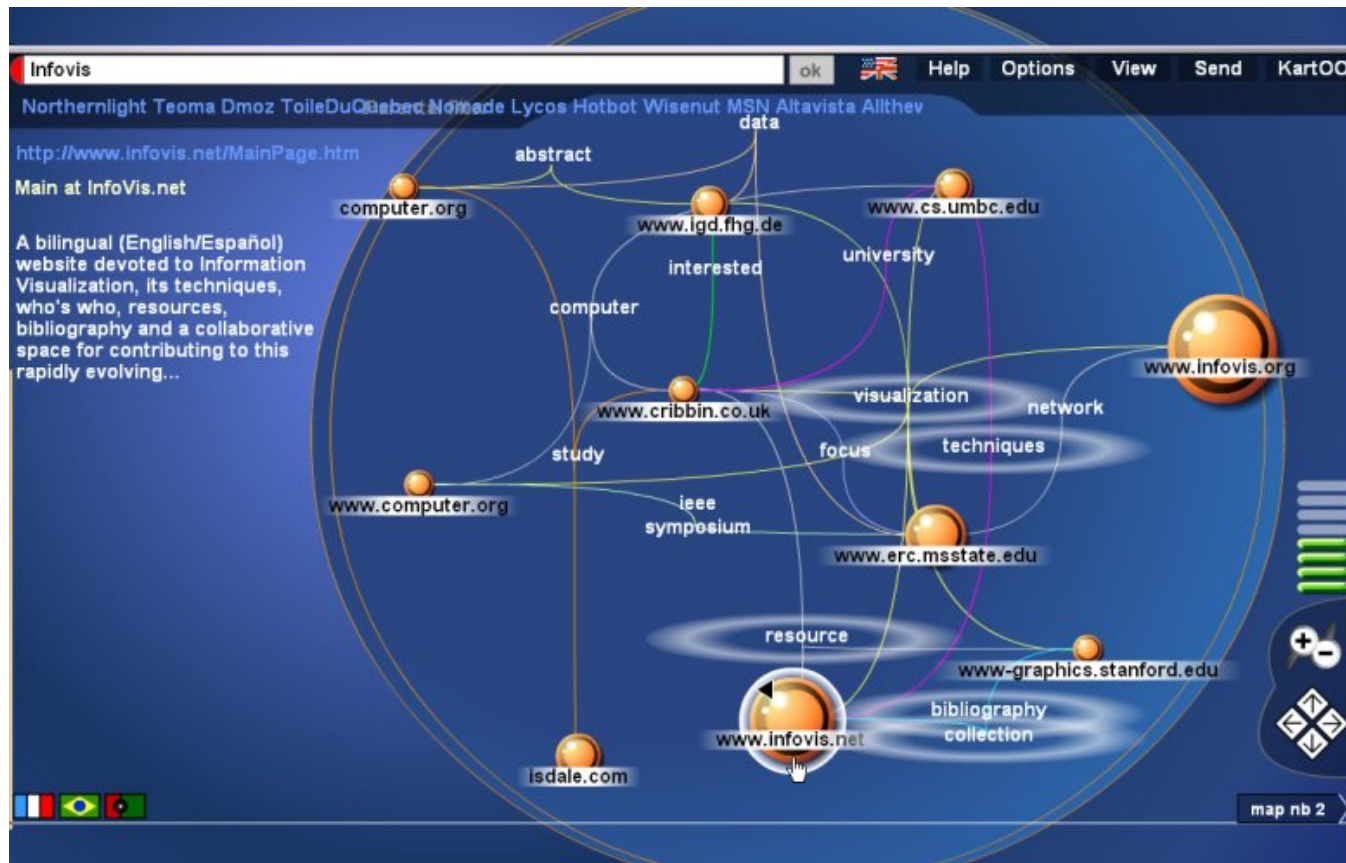 Infovis
ok
Help
Options
View
Send
KartOO
Northernlight Teoma Dmoz ToileDuQuebec Nomade Lycos Hotbot Wisenut MSN Altavista Allthev
http://www.infovis.net/MainPage.htm
Main at InfoVis.net
A bilingual (English/Español)
website devoted to Information
Visualization, its techniques,
who's who, resources,
bibliography and a collaborative
space for contributing to this
rapidly evolving...
data
abstract
computer.org
www.igd.fhg.de
www.cs.umbc.edu
interested
university
computer
www.infovis.org
www.cribbin.co.uk
visualization
network
study
focus
techniques
www.computer.org
ieee
symposium
www.erc.msstate.edu
resource
www-graphics.stanford.edu
bibliography
collection
www.infovis.net
isdale.com
map nb 2